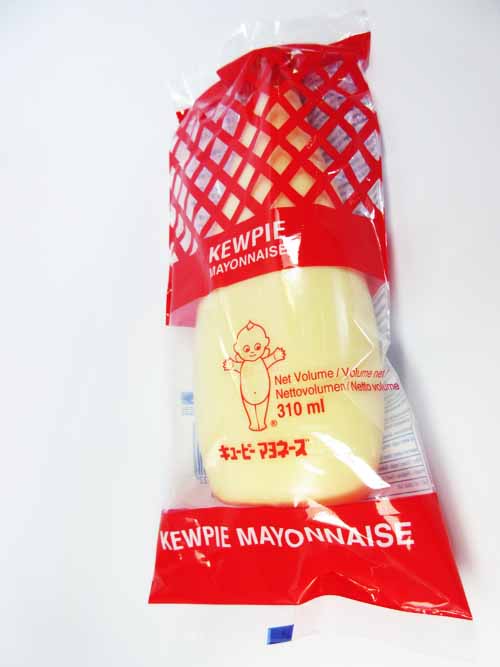 KEWPIE
MAYONNAISE
Net Volume / Volume net /
Nettovolumen / Netto volume
310 ml
®
キューピー マヨネーズ
KEWPIE MAYONNAISE